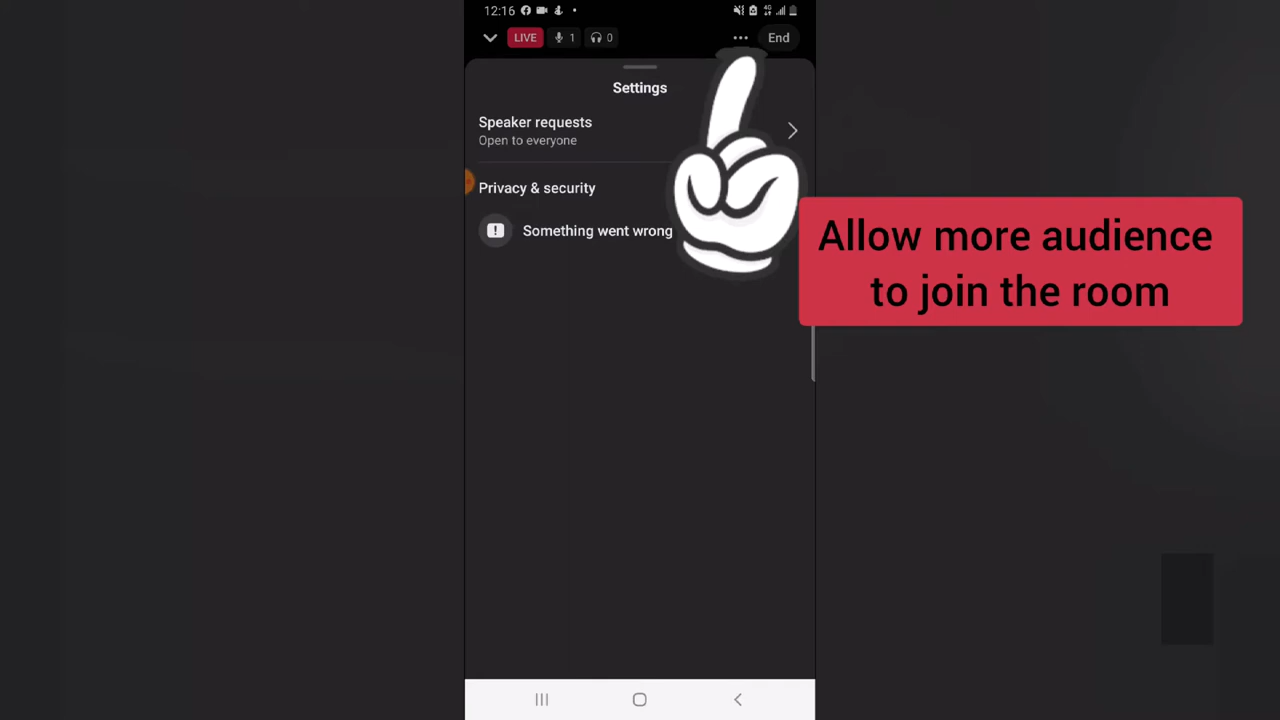 12:16
4G
LIVE 1 0 End
Settings
Speaker requests
Open to everyone
Privacy & security
Something went wrong
Allow more audience
to join the room